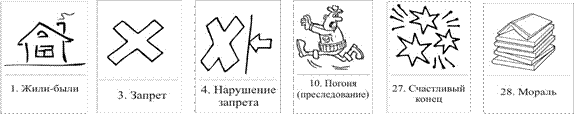 1. Жили-были
3. Запрет
4. Нарушение
запрета
10. Погоня
(преследование)
27. Счастливый
конец
28. Мораль